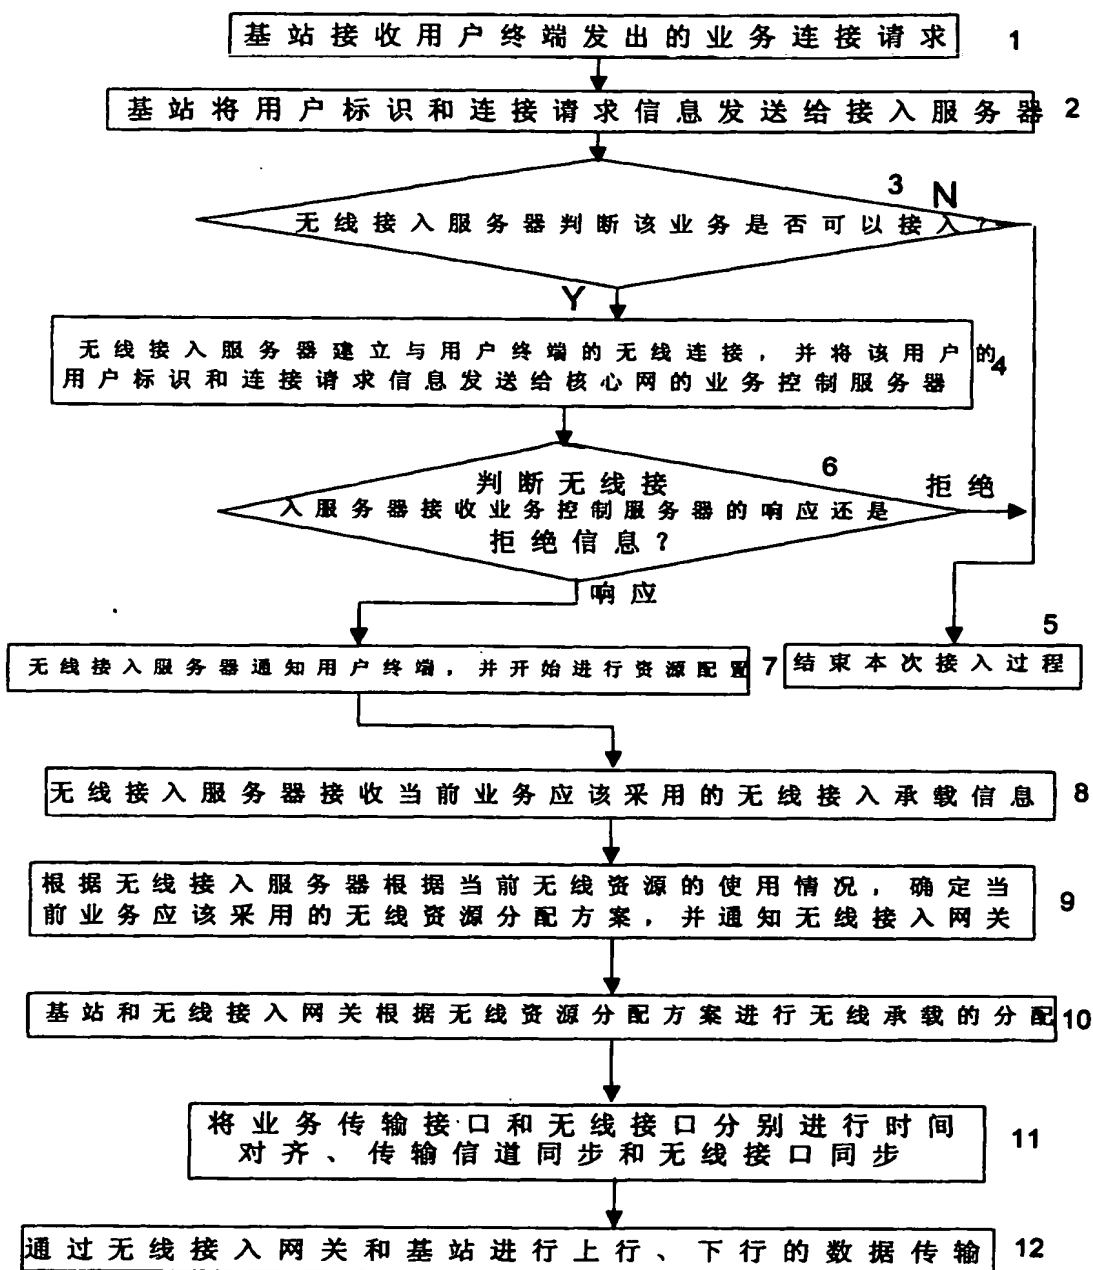 基站接收用户终端发出的业务连接请求 1
基站将用户标识和连接请求信息发送给接入服务器 2
3 N
无线接入服务器判断该业务是否可以接入?
Y
无线接入服务器建立与用户终端的无线连接,并将该用户的
用户标识和连接请求信息发送给核心网的业务控制服务器
4
6
判断无线接
拒绝
入服务器接收业务控制服务器的响应还是
拒绝信息?
响应
5
无线接入服务器通知用户终端,并开始进行资源配置 7
结束本次接入过程
无线接入服务器接收当前业务应该采用的无线接入承载信息 8
根据无线接入服务器根据当前无线资源的使用情况,确定当
前业务应该采用的无线资源分配方案,并通知无线接入网关
9
基站和无线接入网关根据无线资源分配方案进行无线承载的分配 10
将业务传输接口和无线接口分别进行时间
对齐、传输信道同步和无线接口同步
11
通过无线接入网关和基站进行上行、下行的数据传输 12